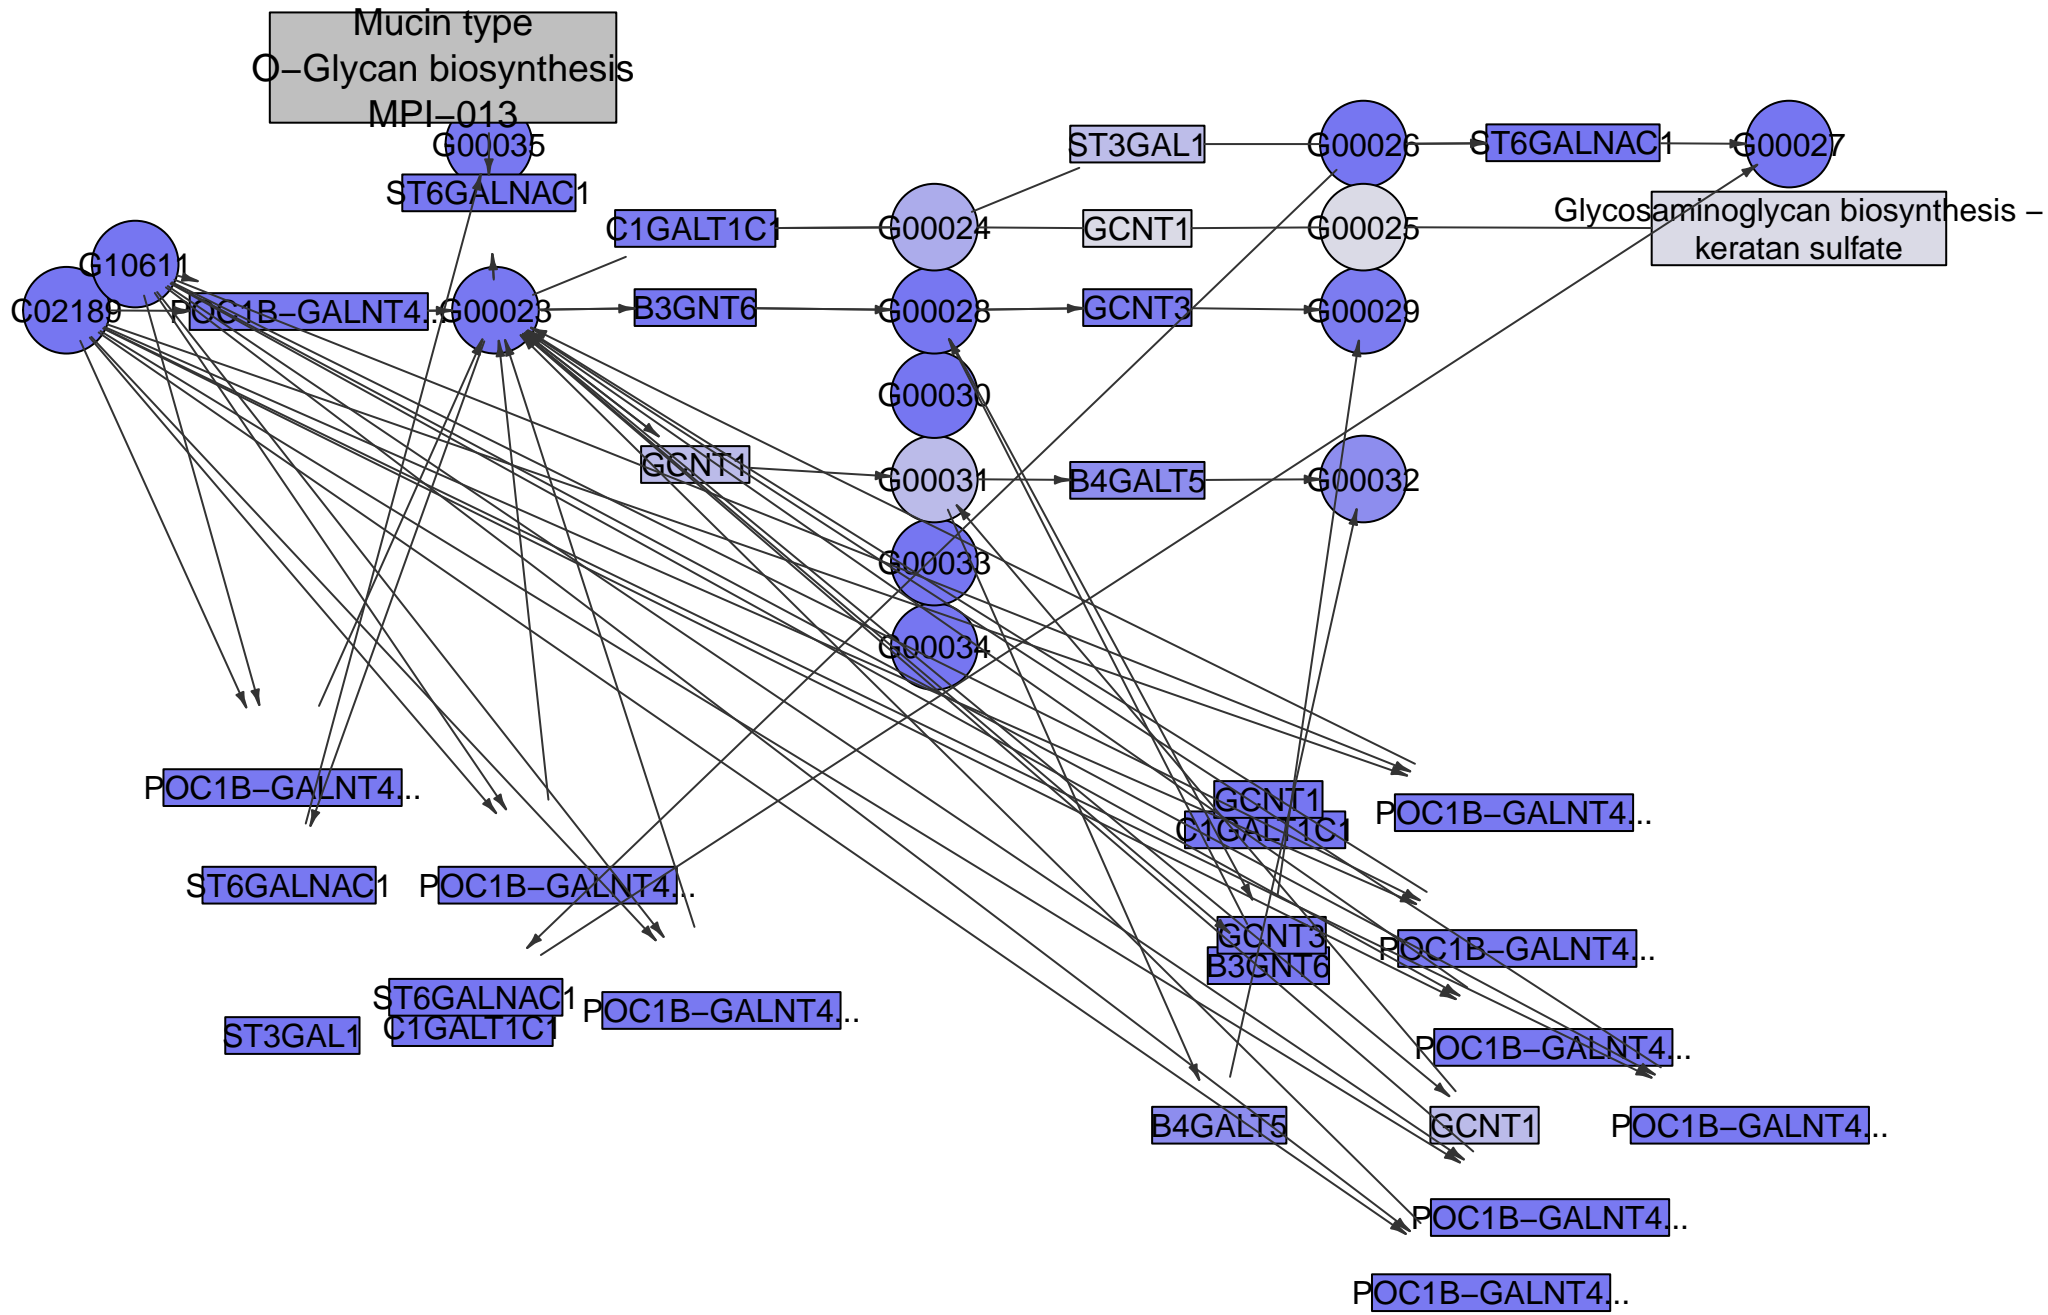 Mucin type
O−Glycan biosynthesis
MPI−013
G00035
ST3GAL1
G00026
ST6GALNAC1
G00027
ST6GALNAC1
C1GALT1C1
G00024
GCNT1
G00025
Glycosaminoglycan biosynthesis −
keratan sulfate
G10611
C02189
POC1B−GALNT4...
G00023
B3GNT6
G00028
GCNT3
G00029
G00030
GCNT1
G00031
B4GALT5
G00032
G00033
G00034
POC1B−GALNT4...
GCNT1
POC1B−GALNT4...
C1GALT1C1
ST6GALNAC1
POC1B−GALNT4...
GCNT3
POC1B−GALNT4...
B3GNT6
ST6GALNAC1
POC1B−GALNT4...
C1GALT1C1
ST3GAL1
POC1B−GALNT4...
B4GALT5
GCNT1
POC1B−GALNT4...
POC1B−GALNT4...
POC1B−GALNT4...